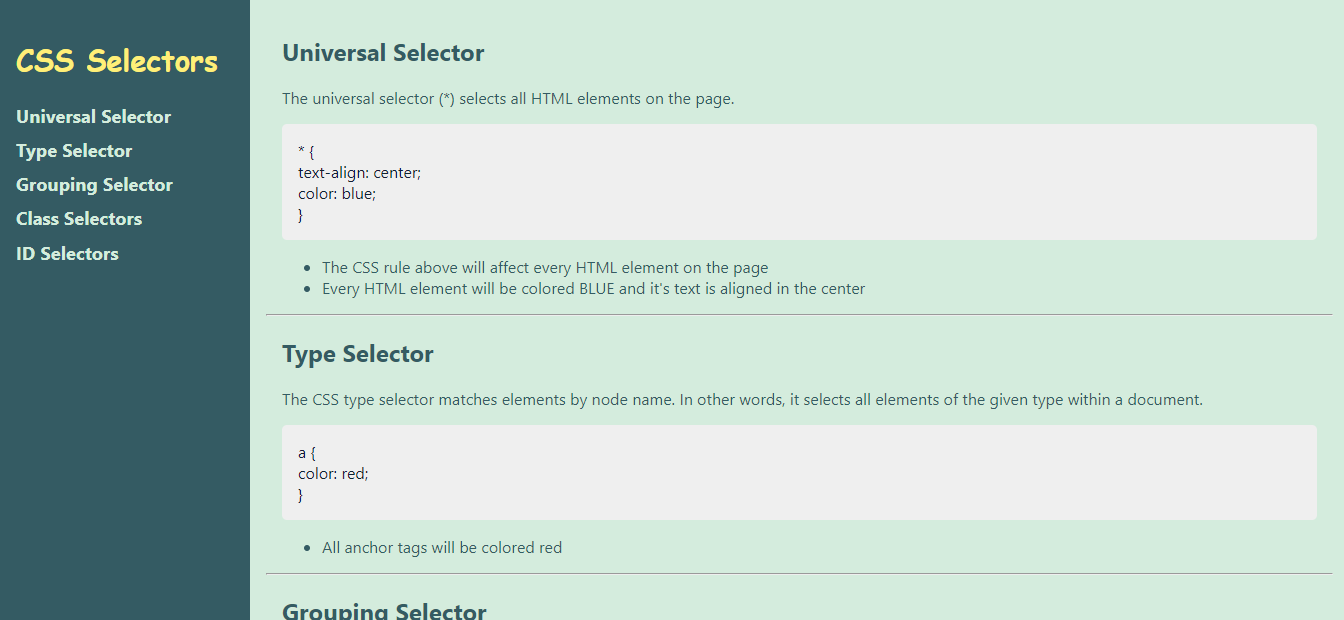 CSS Selectors
Universal Selector
Type Selector
Grouping Selector
Class Selectors
ID Selectors
Universal Selector
The universal selector (*) selects all HTML elements on the page.
* {
text-align: center;
color: blue;
}
The CSS rule above will affect every HTML element on the page
Every HTML element will be colored BLUE and it's text is aligned in the center
Type Selector
The CSS type selector matches elements by node name. In other words, it selects all elements of the given type within a document.
a {
color: red;
}
All anchor tags will be colored red
Grouping Selector